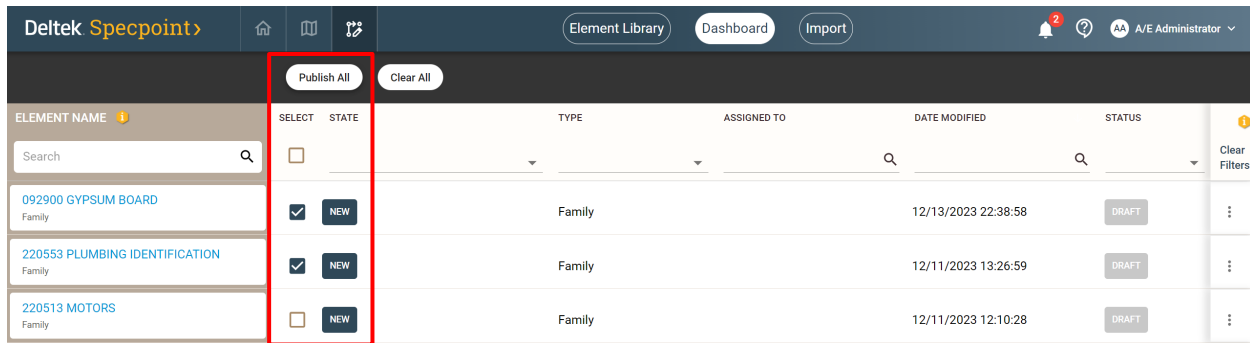 Deltek Specpoint>
Element Library Dashboard Import 2 AA A/E Administrator
Publish All Clear All
ELEMENT NAME SELECT STATE TYPE ASSIGNED TO DATE MODIFIED STATUS
Search Clear Filters
092900 GYPSUM BOARD
Family NEW Family 12/13/2023 22:38:58 DRAFT
220553 PLUMBING IDENTIFICATION
Family NEW Family 12/11/2023 13:26:59 DRAFT
220513 MOTORS
Family NEW Family 12/11/2023 12:10:28 DRAFT